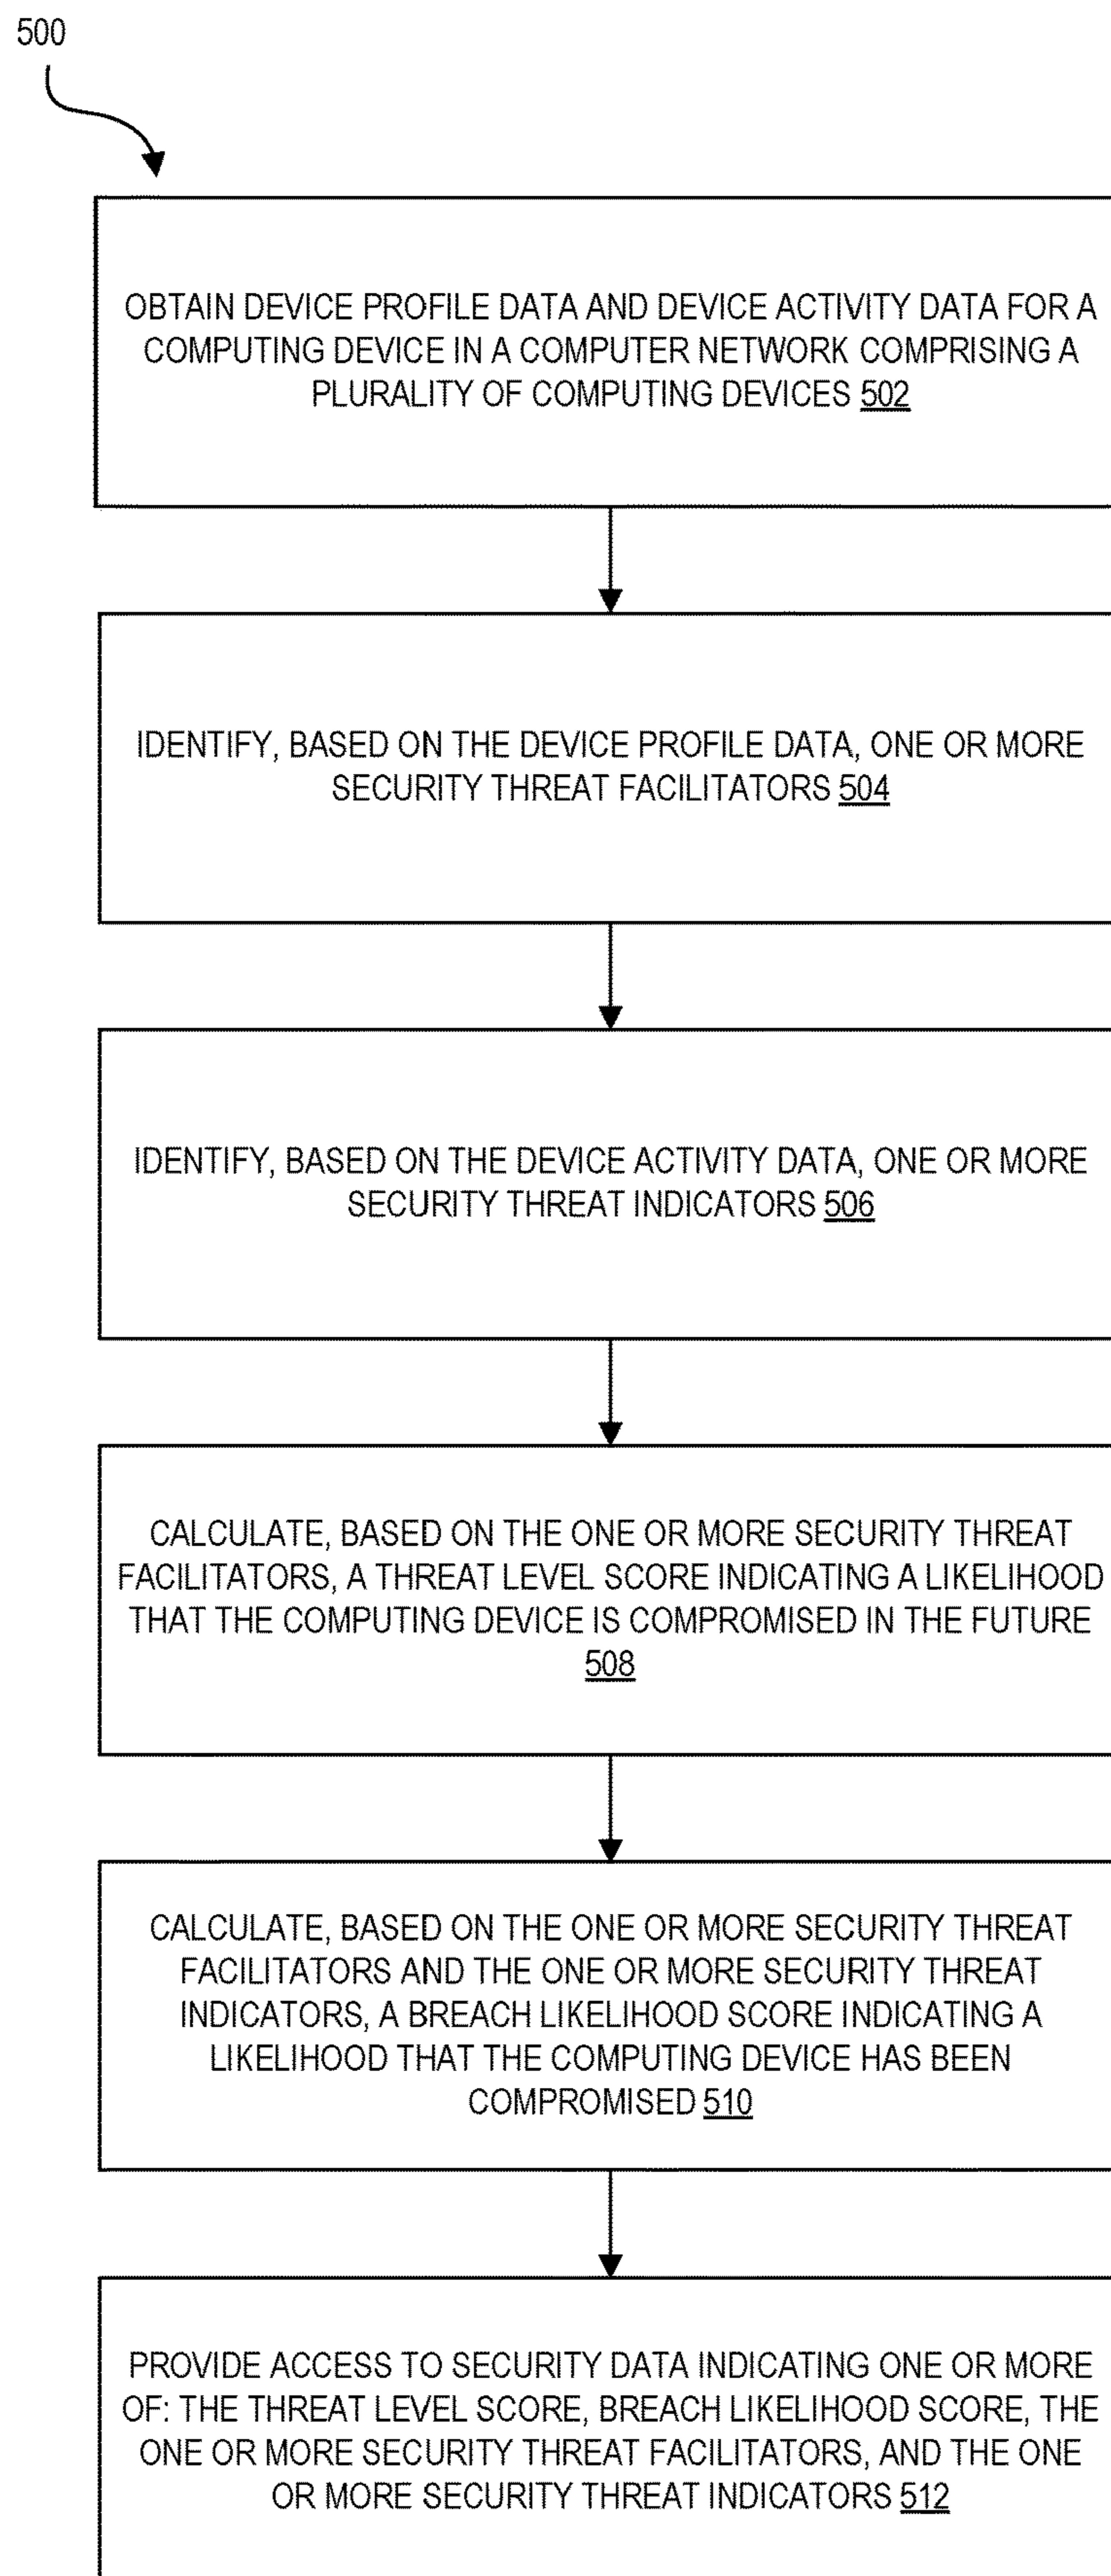 500
OBTAIN DEVICE PROFILE DATA AND DEVICE ACTIVITY DATA FOR A
COMPUTING DEVICE IN A COMPUTER NETWORK COMPRISING A
PLURALITY OF COMPUTING DEVICES 502
IDENTIFY, BASED ON THE DEVICE PROFILE DATA, ONE OR MORE
SECURITY THREAT FACILITATORS 504
IDENTIFY, BASED ON THE DEVICE ACTIVITY DATA, ONE OR MORE
SECURITY THREAT INDICATORS 506
CALCULATE, BASED ON THE ONE OR MORE SECURITY THREAT
FACILITATORS, A THREAT LEVEL SCORE INDICATING A LIKELIHOOD
THAT THE COMPUTING DEVICE IS COMPROMISED IN THE FUTURE
508
CALCULATE, BASED ON THE ONE OR MORE SECURITY THREAT
FACILITATORS AND THE ONE OR MORE SECURITY THREAT
INDICATORS, A BREACH LIKELIHOOD SCORE INDICATING A
LIKELIHOOD THAT THE COMPUTING DEVICE HAS BEEN
COMPROMISED 510
PROVIDE ACCESS TO SECURITY DATA INDICATING ONE OR MORE
OF: THE THREAT LEVEL SCORE, BREACH LIKELIHOOD SCORE, THE
ONE OR MORE SECURITY THREAT FACILITATORS, AND THE ONE
OR MORE SECURITY THREAT INDICATORS 512